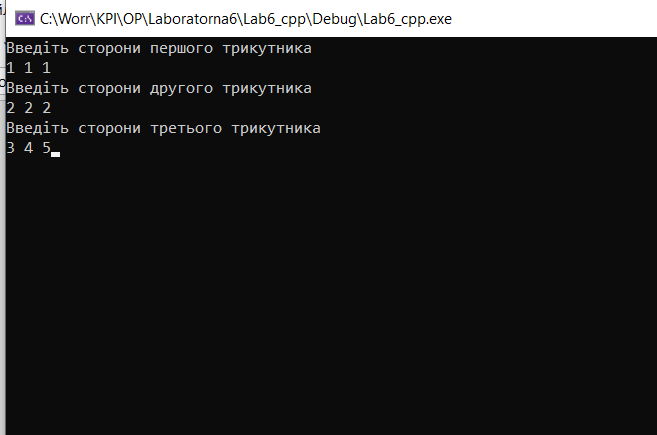 C:\Worr\KPI\OP\Laboratorna6\Lab6_cpp\Debug\Lab6_cpp.exe
Введіть сторони першого трикутника
1 1 1
Введіть сторони другого трикутника
2 2 2
Введіть сторони третього трикутника
3 4 5